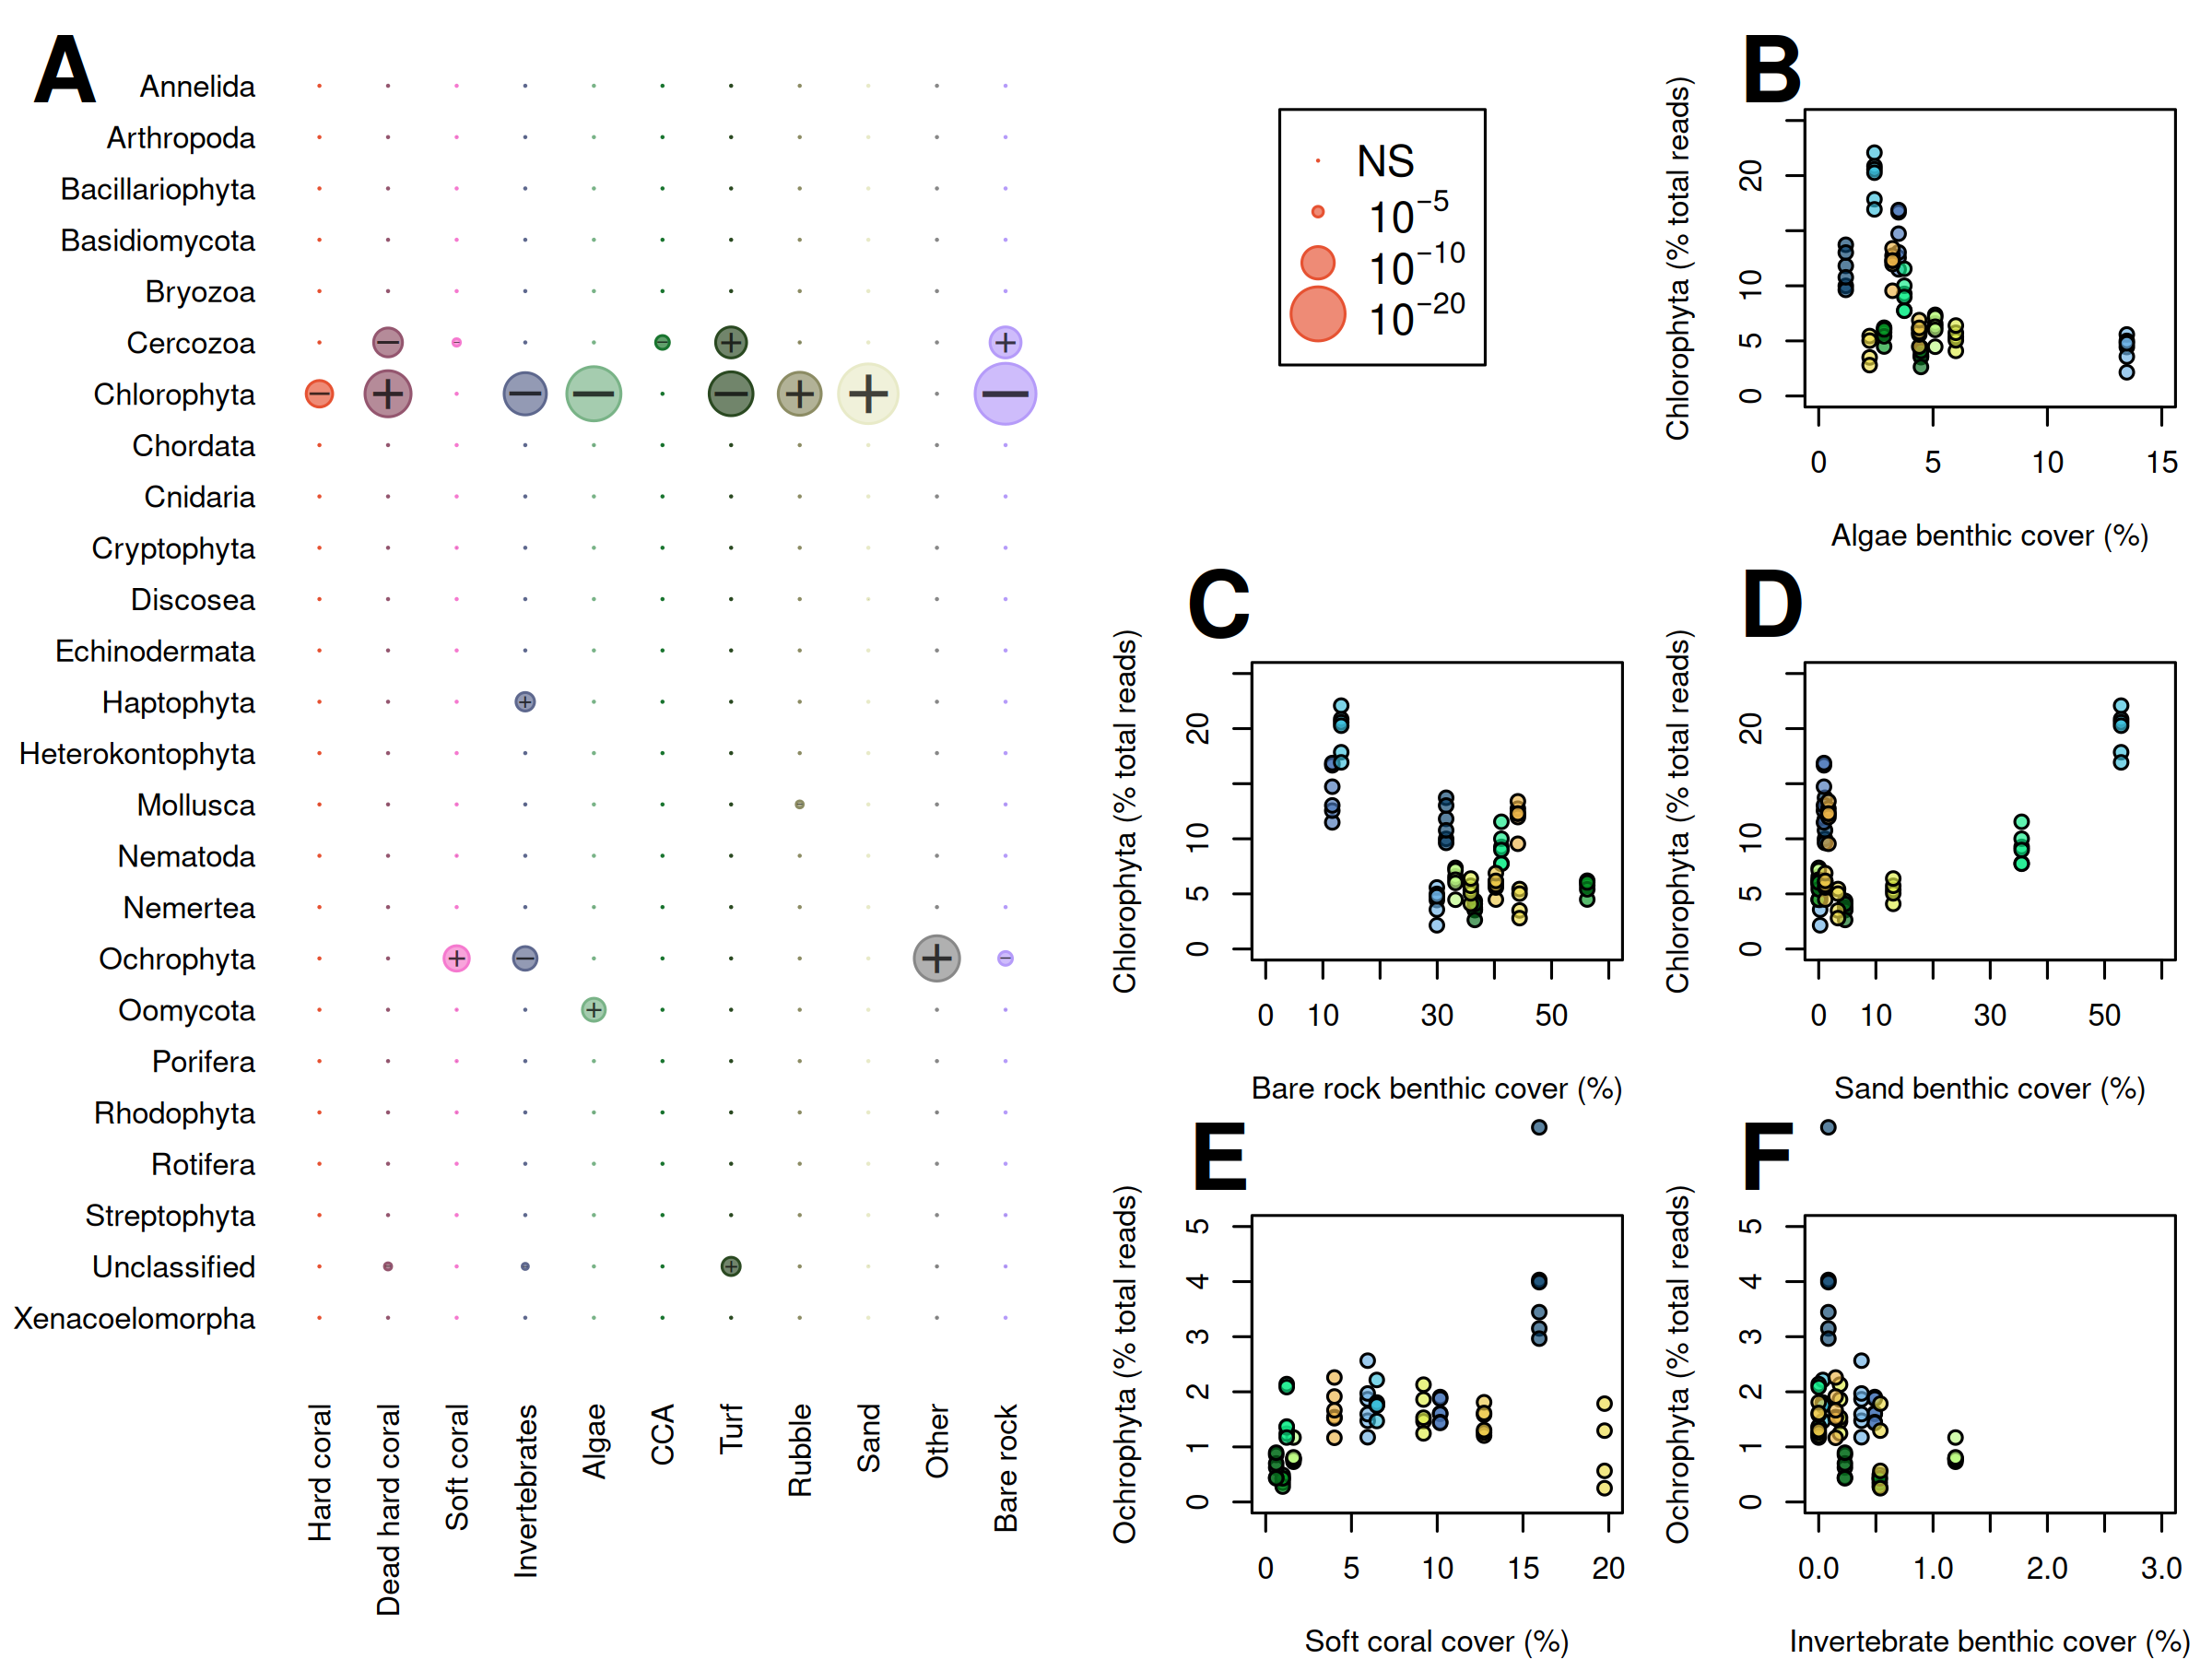 A
Annelida
Arthropoda
Bacillariophyta
Basidiomycota
Bryozoa
Cercozoa
Chlorophyta
Chordata
Cnidaria
Cryptophyta
Discosea
Echinodermata
Haptophyta
Heterokontophyta
Mollusca
Nematoda
Nemertea
Ochrophyta
Oomycota
Porifera
Rhodophyta
Rotifera
Streptophyta
Unclassified
Xenacoelomorpha
Hard coral
Dead hard coral
Soft coral
Invertebrates
Algae
CCA
Turf
Rubble
Sand
Other
Bare rock
NS
10⁻⁵
10⁻¹⁰
10⁻²⁰
B
Chlorophyta (% total reads)
0 5 10 20
0 5 10 15
Algae benthic cover (%)
C
Chlorophyta (% total reads)
0 5 10 20
0 10 30 50
Bare rock benthic cover (%)
D
Chlorophyta (% total reads)
0 5 10 20
0 10 30 50
Sand benthic cover (%)
E
Ochrophyta (% total reads)
0 1 2 3 4 5
0 5 10 15 20
Soft coral cover (%)
F
Ochrophyta (% total reads)
0 1 2 3 4 5
0.0 1.0 2.0 3.0
Invertebrate benthic cover (%)